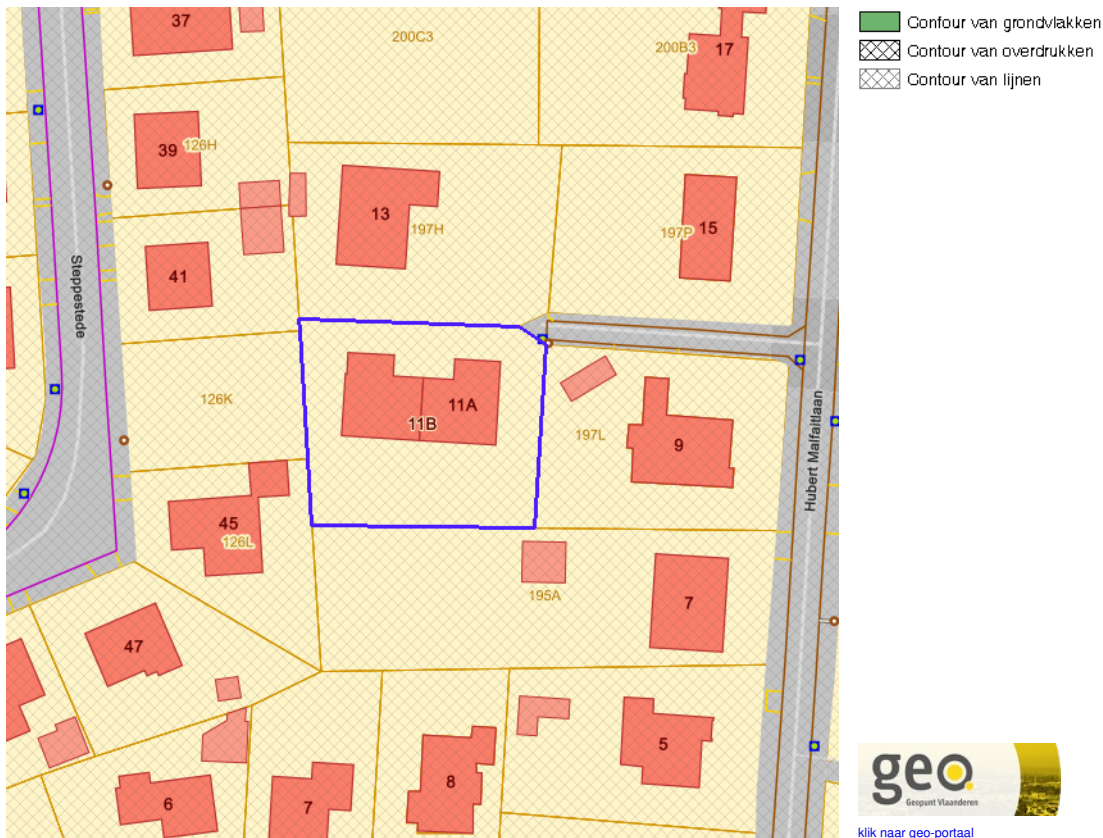 37
200C3
200B3
17
39
126H
13
197H
197P
15
41
Steppestede
126K
11A
11B
197L
9
Hubert Malfaitlaan
45
126L
195A
7
47
5
8
6
7
Contour van grondvlakken
Contour van overdrukken
Contour van lijnen
geo.
Geopunt Vlaanderen
klik naar geo-portaal